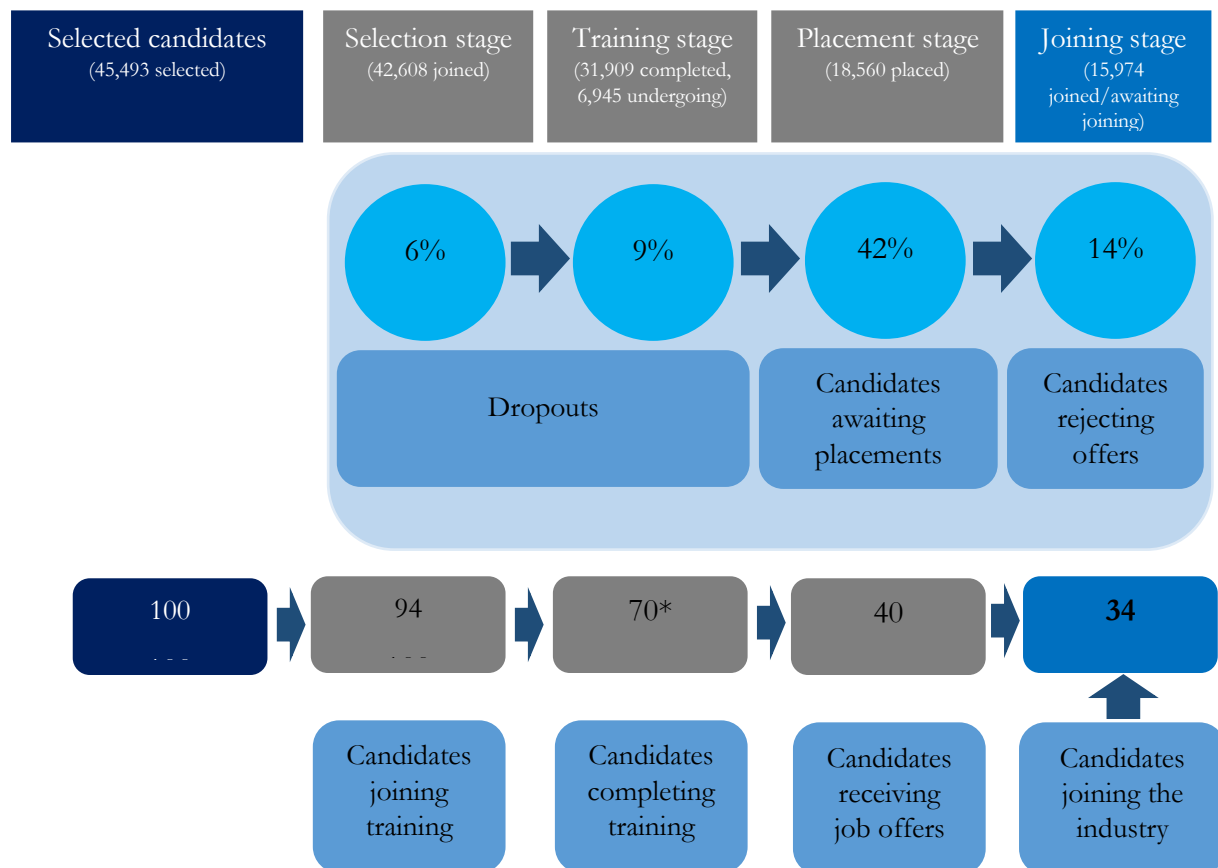 Selected candidates
(45,493 selected)
Selection stage
(42,608 joined)
Training stage
(31,909 completed,
6,945 undergoing)
Placement stage
(18,560 placed)
Joining stage
(15,974
joined/awaiting
joining)
6%
9%
42%
14%
Dropouts
Candidates
awaiting
placements
Candidates
rejecting
offers
100
94
70*
40
34
Candidates
joining
training
Candidates
completing
training
Candidates
receiving
job offers
Candidates
joining the
industry